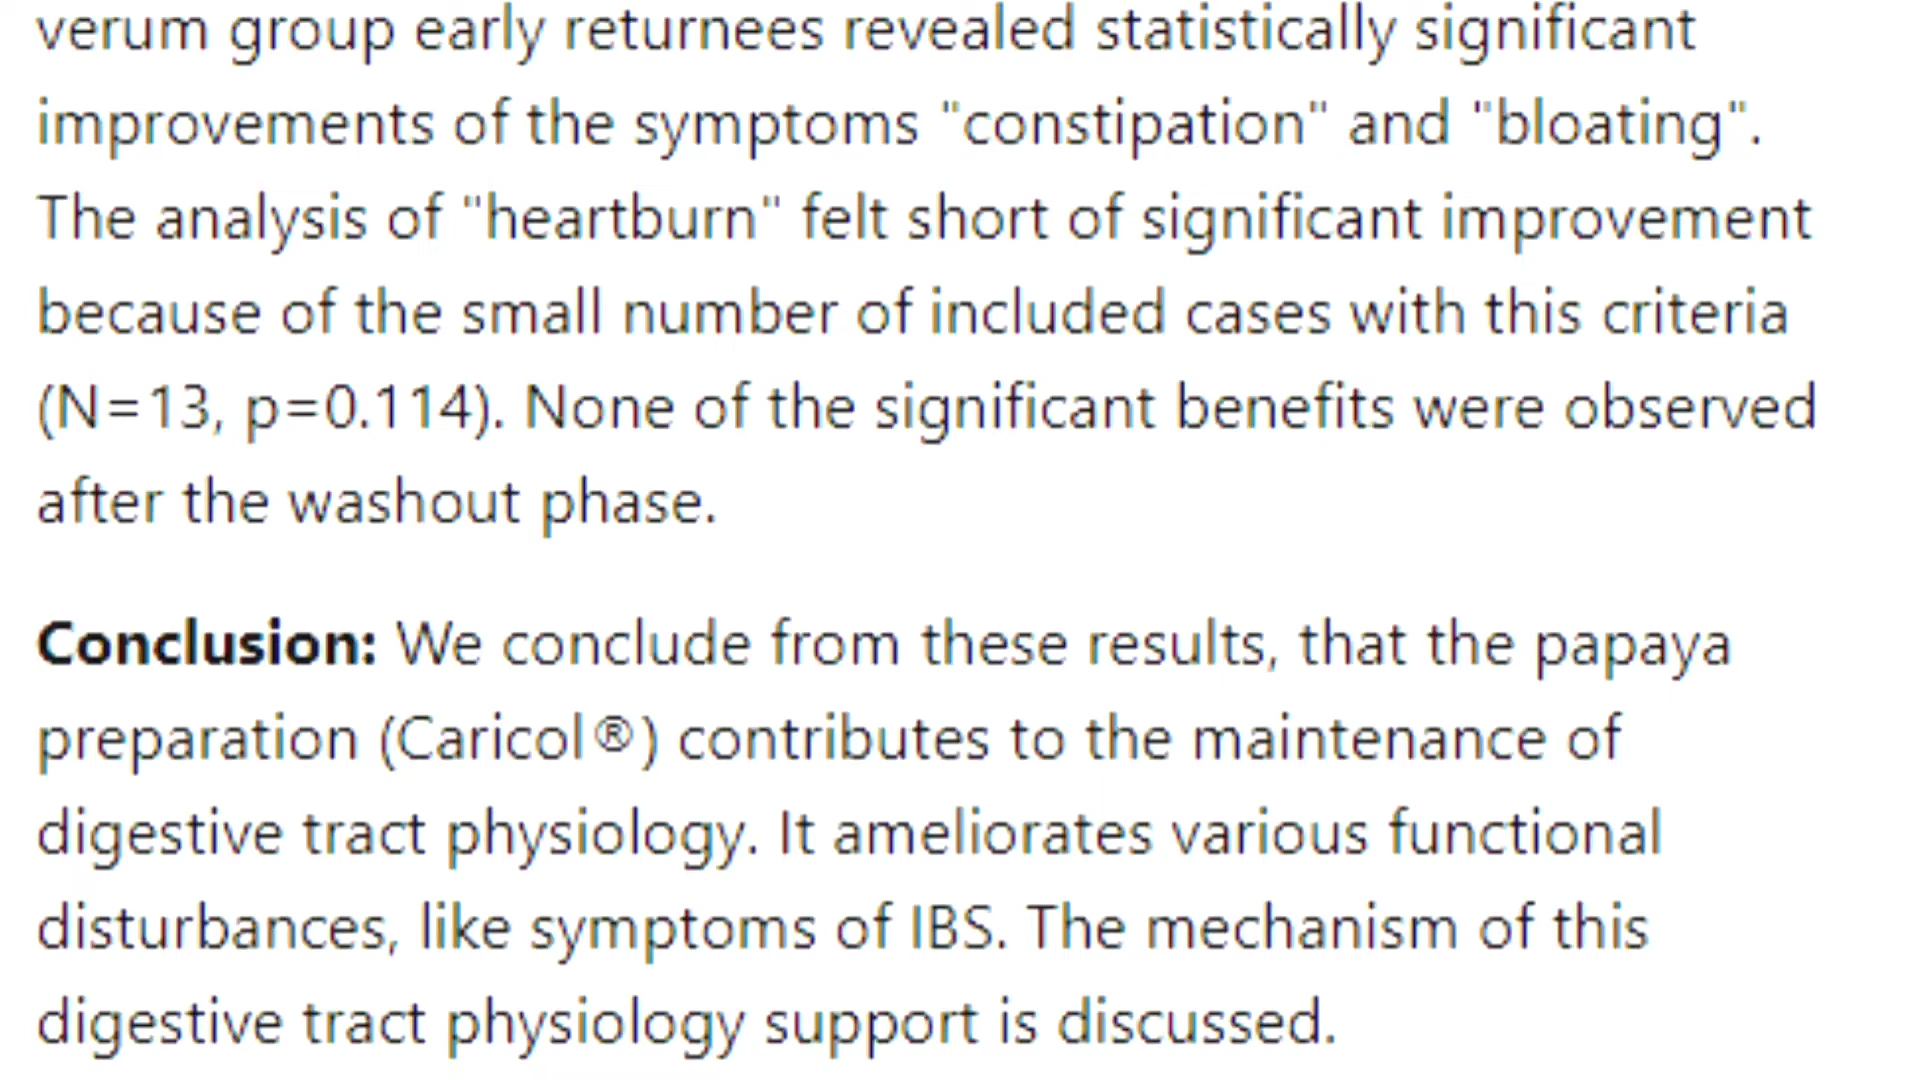 verum group early returnees revealed statistically significant
improvements of the symptoms "constipation" and "bloating".
The analysis of "heartburn" felt short of significant improvement
because of the small number of included cases with this criteria
(N=13, p=0.114). None of the significant benefits were observed
after the washout phase.
Conclusion: We conclude from these results, that the papaya
preparation (Caricol®) contributes to the maintenance of
digestive tract physiology. It ameliorates various functional
disturbances, like symptoms of IBS. The mechanism of this
digestive tract physiology support is discussed.